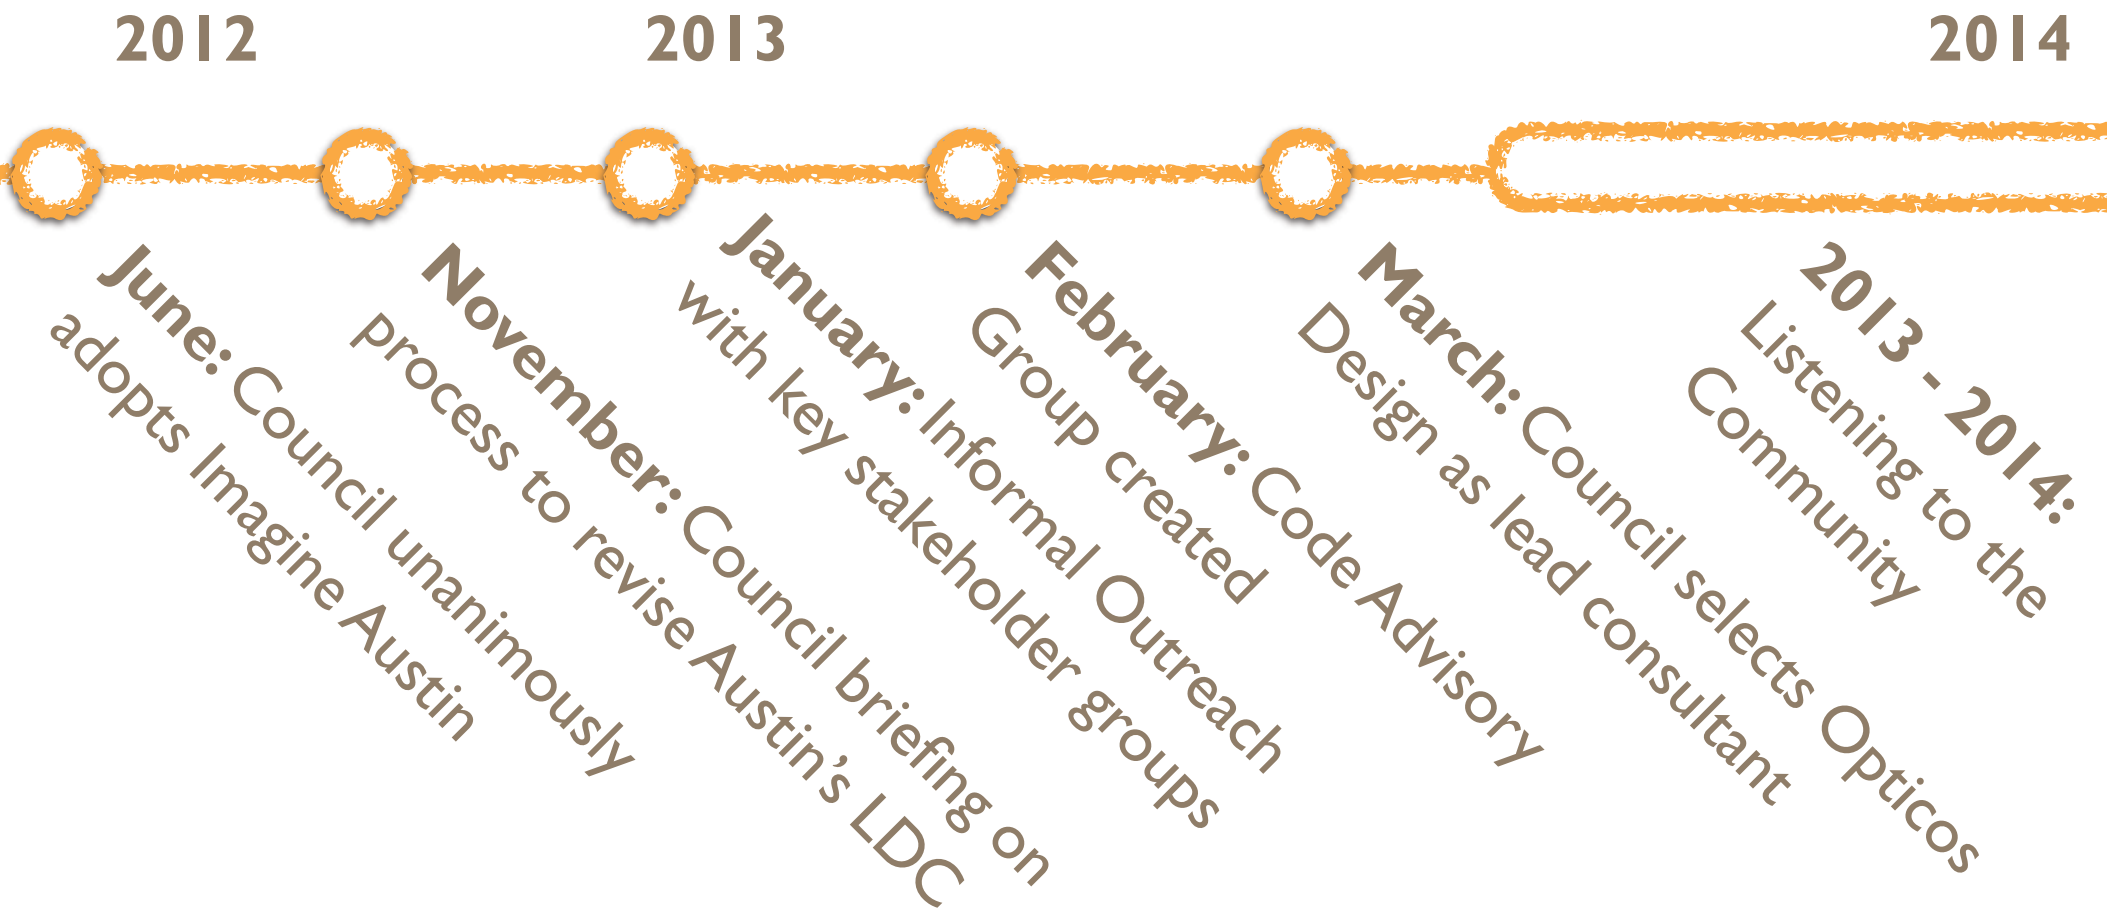 2012
2013
2014
June: Council unanimously
adopts Imagine Austin
November: Council briefing on
process to revise Austin’s LDC
January: Informal Outreach
with key stakeholder groups
February: Code Advisory
Group created
March: Council selects Opticos
Design as lead consultant
2013 - 2014:
Listening to the
Community